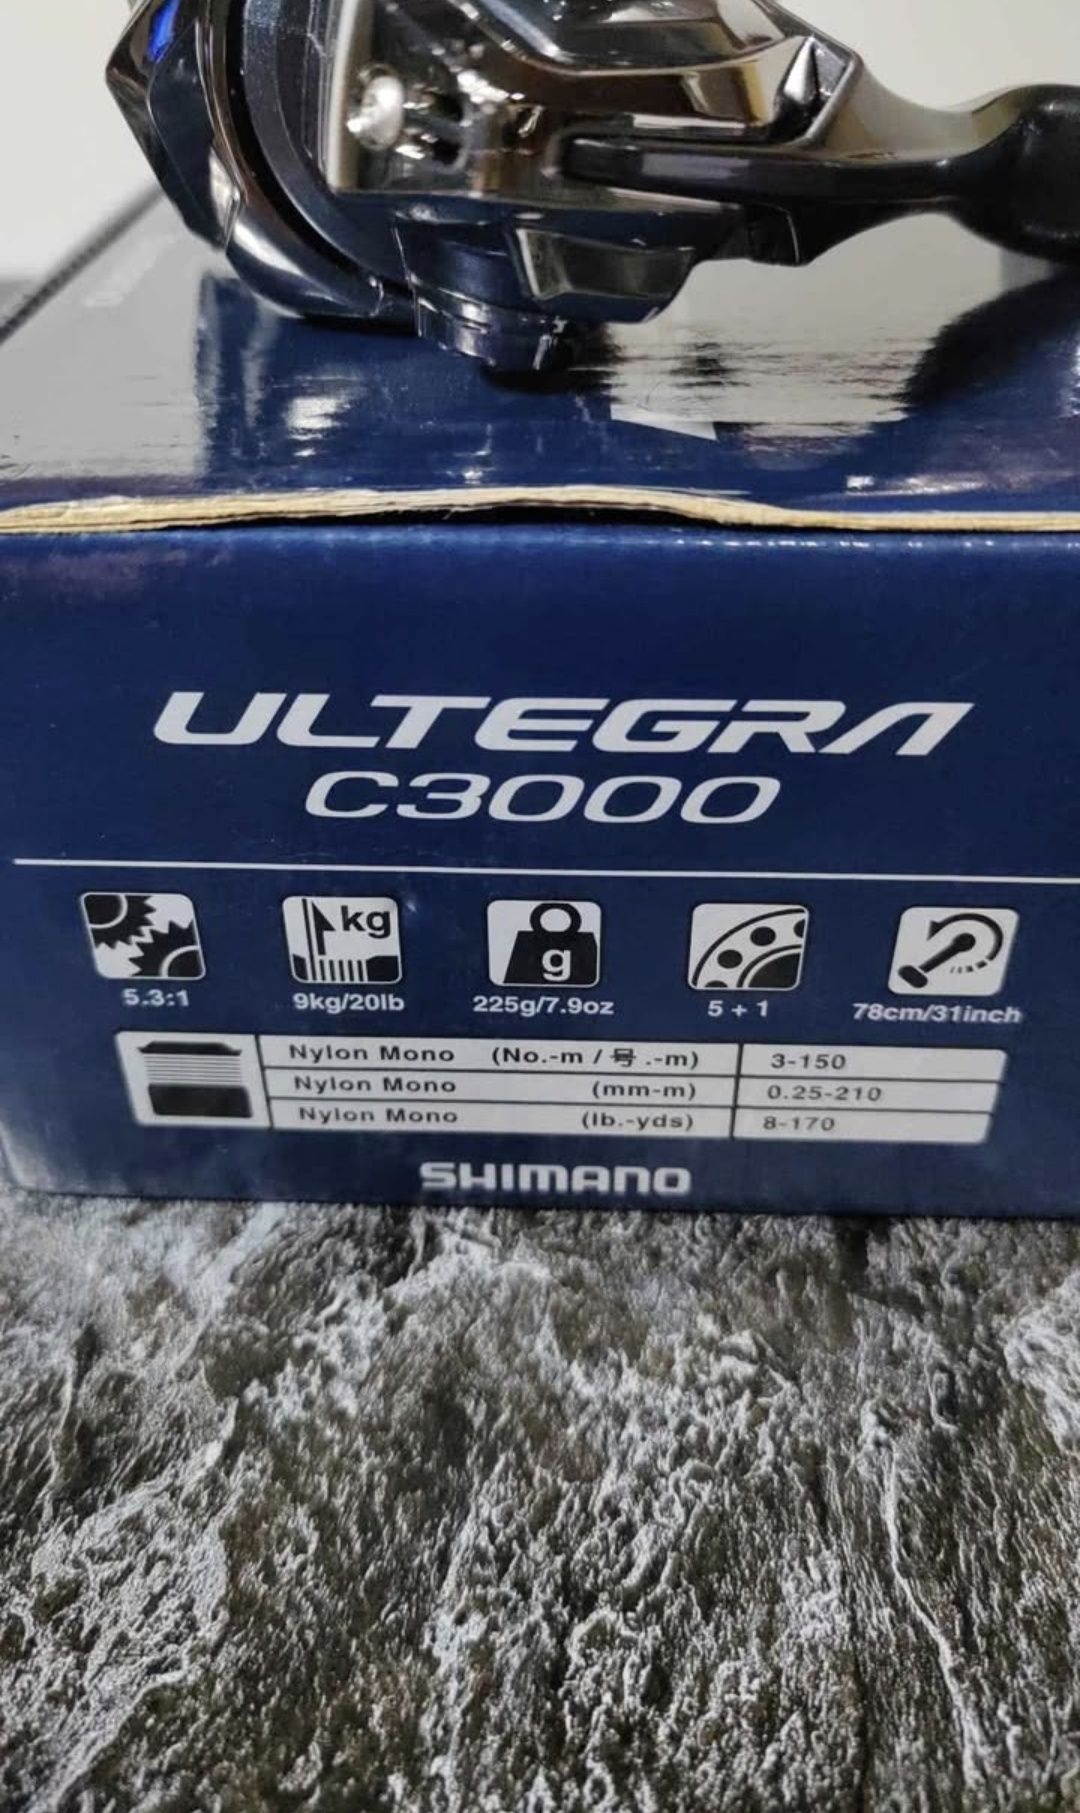 ULTEGRA
C3000
kg
g
5.3:1 9kg/20lb 225g/7.9oz 5 + 1 78cm/31inch
Nylon Mono (No.-m / 号 .-m) 3-150
Nylon Mono (mm-m) 0.25-210
Nylon Mono (lb.-yds) 8-170
SHIMANO